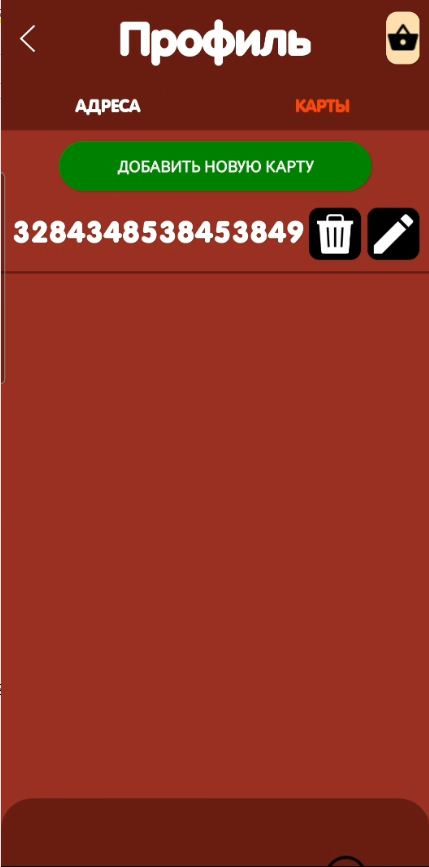 Профиль
АДРЕСА КАРТЫ
ДОБАВИТЬ НОВУЮ КАРТУ
3284348538453849